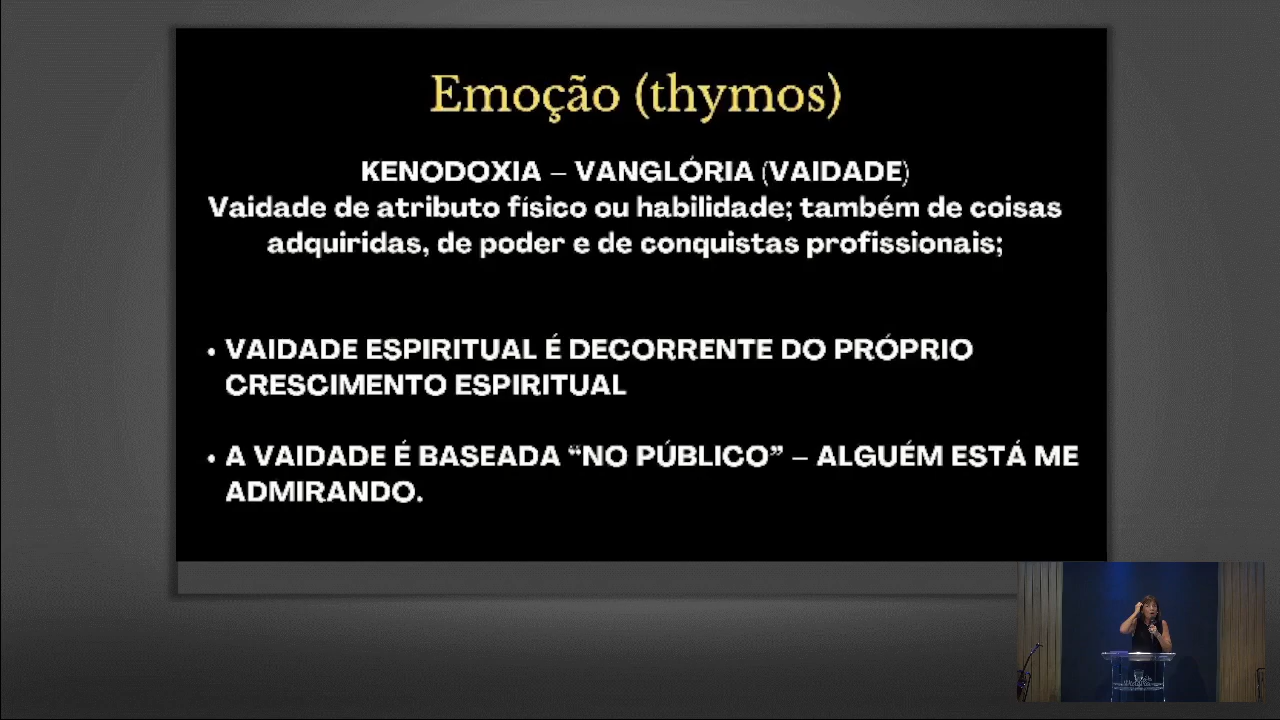 Emoção (thymos)
KENODOXIA – VANGLÓRIA (VAIDADE)
Vaidade de atributo físico ou habilidade; também de coisas
adquiridas, de poder e de conquistas profissionais;
• VAIDADE ESPIRITUAL É DECORRENTE DO PRÓPRIO
CRESCIMENTO ESPIRITUAL
• A VAIDADE É BASEADA “NO PÚBLICO” – ALGUÉM ESTÁ ME
ADMIRANDO.